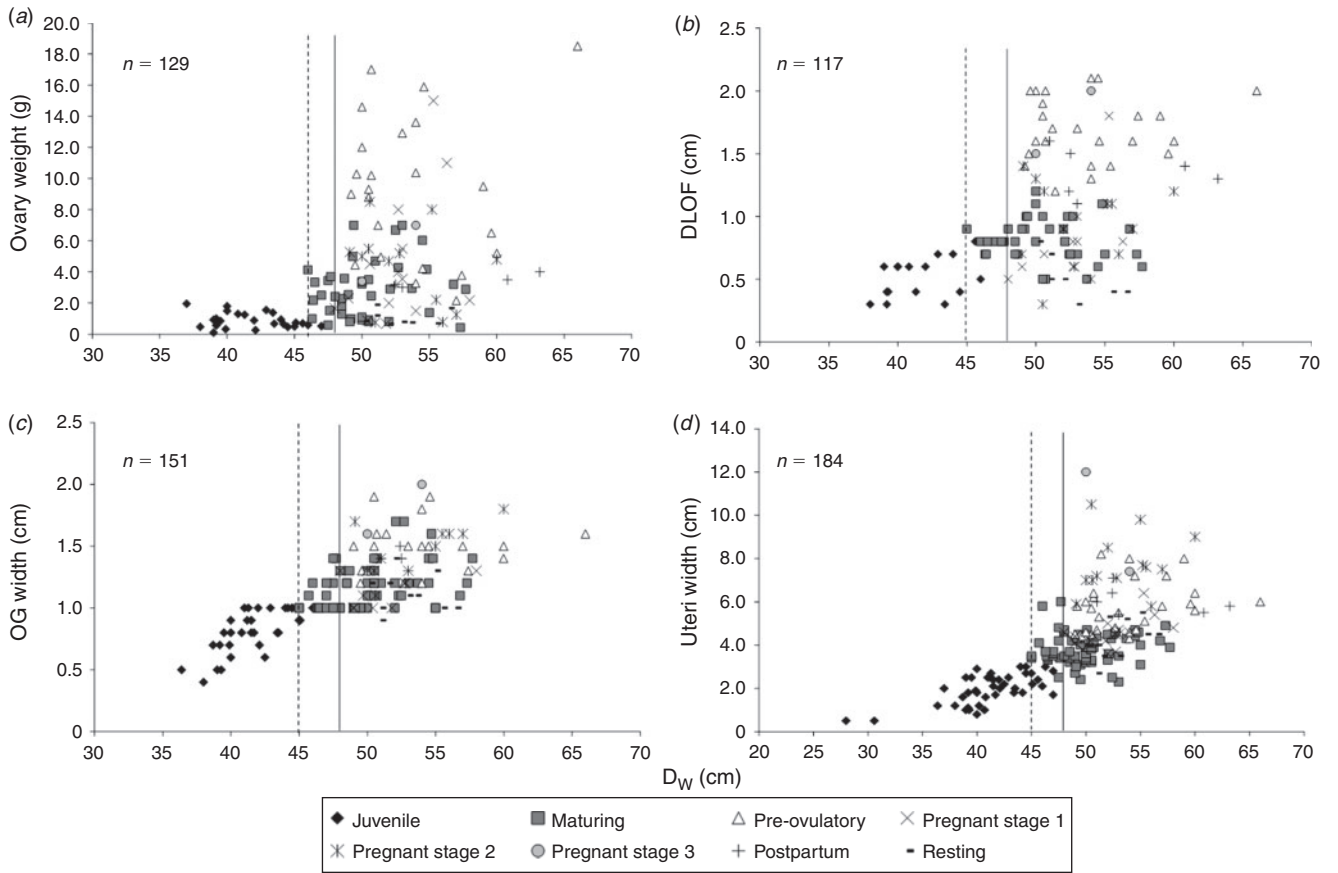 (a)
20.0
18.0
16.0
14.0
12.0
10.0
8.0
6.0
4.0
2.0
0
Ovary weight (g)
n = 129
30 35 40 45 50 55 60 65 70
(b)
2.5
2.0
1.5
1.0
0.5
0
DLOF (cm)
n = 117
30 35 40 45 50 55 60 65 70
(c)
2.5
2.0
1.5
1.0
0.5
0
OG width (cm)
n = 151
30 35 40 45 50 55 60 65 70
(d)
14.0
12.0
10.0
8.0
6.0
4.0
2.0
0
Uteri width (cm)
n = 184
20 25 30 35 40 45 50 55 60 65 70
DW (cm)
Juvenile Maturing Pre-ovulatory Pregnant stage 1
Pregnant stage 2 Pregnant stage 3 Postpartum Resting